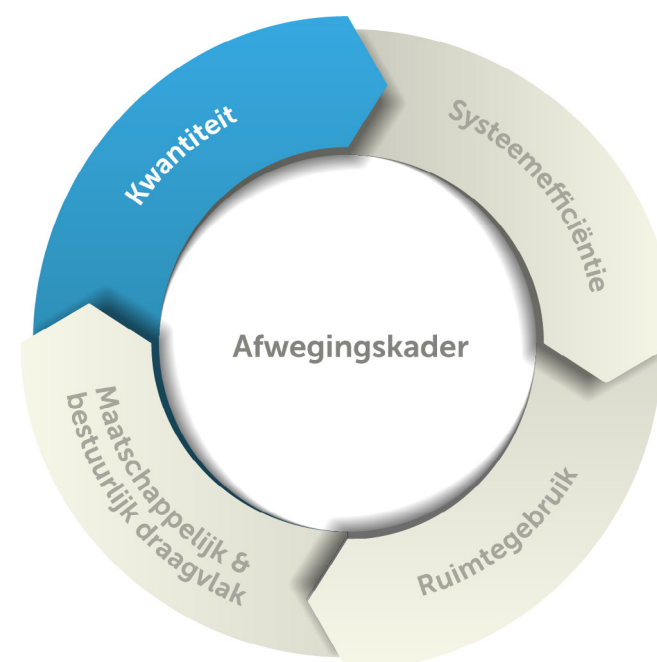 Kwantiteit
Systeemefficiëntie
Afwegingskader
Maatschappelijk &
bestuurlijk draagvlak
Ruimtegebruik